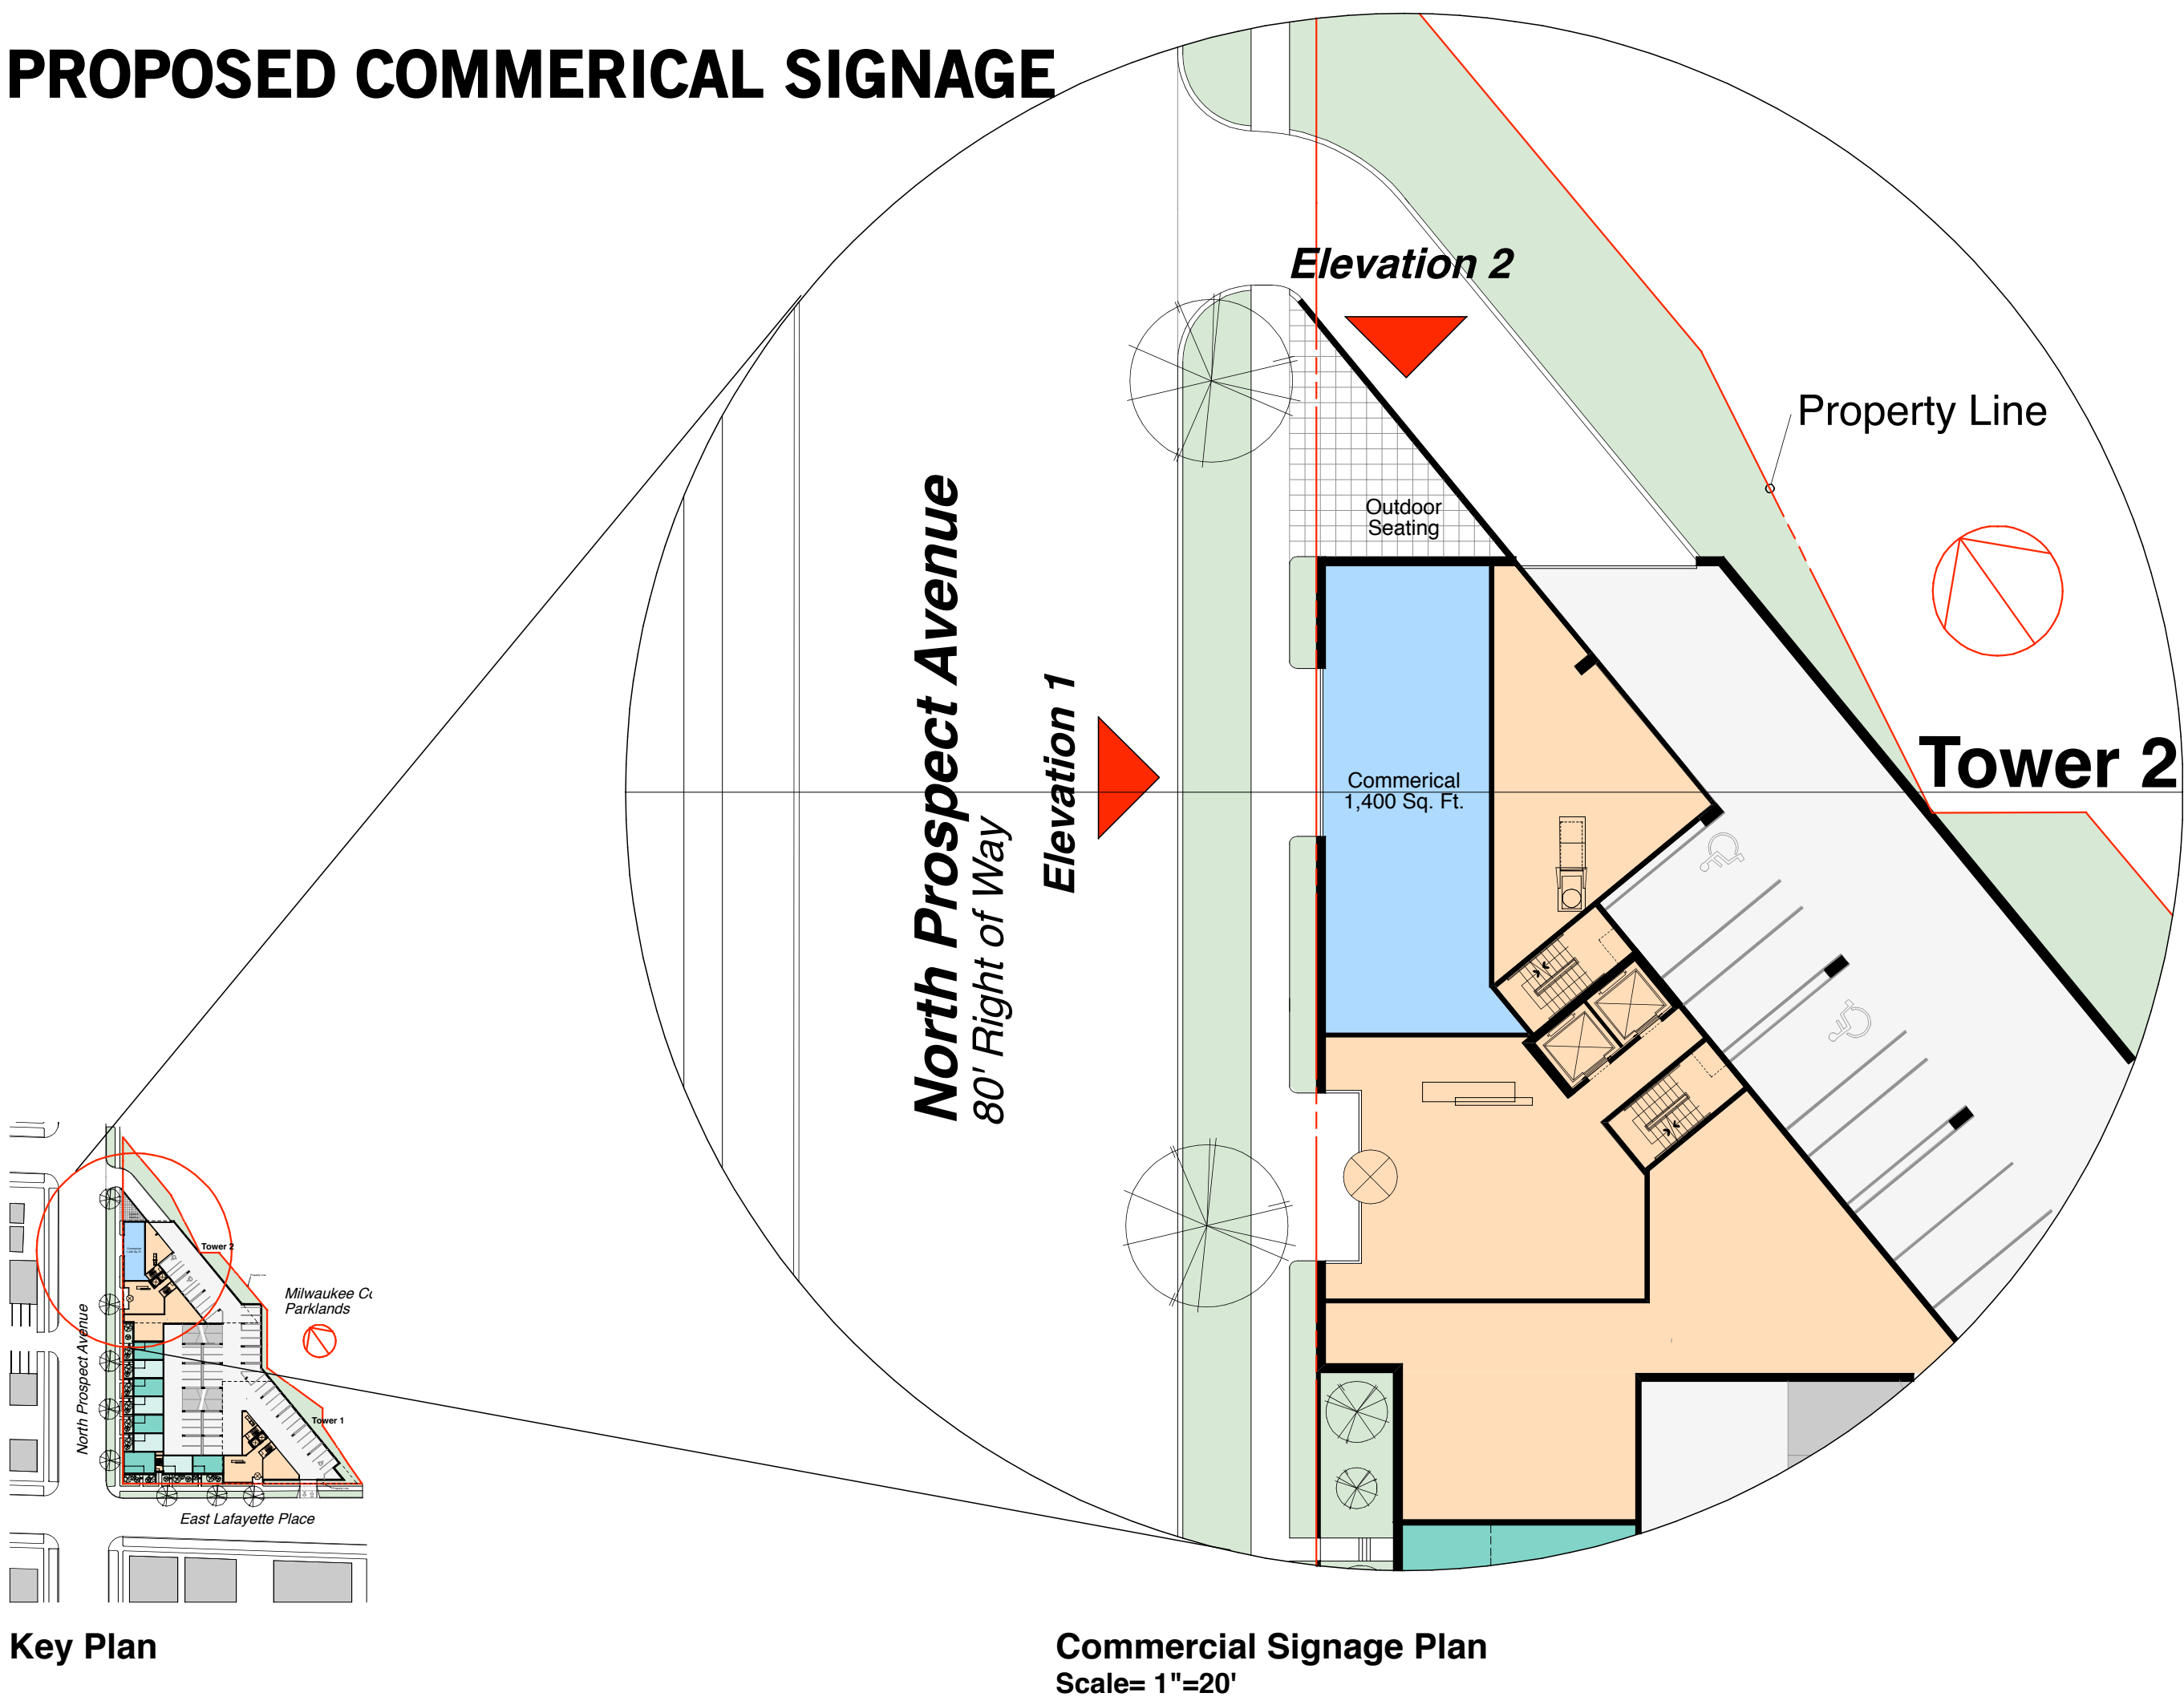 PROPOSED COMMERICAL SIGNAGE
Elevation 2
Property Line
Outdoor
Seating
North Prospect Avenue
80' Right of Way
Elevation 1
Commerical
1,400 Sq. Ft.
Tower 2
Tower 2
Milwaukee Co
Parklands
North Prospect Avenue
Tower 1
East Lafayette Place
Key Plan
Commercial Signage Plan
Scale= 1"=20'